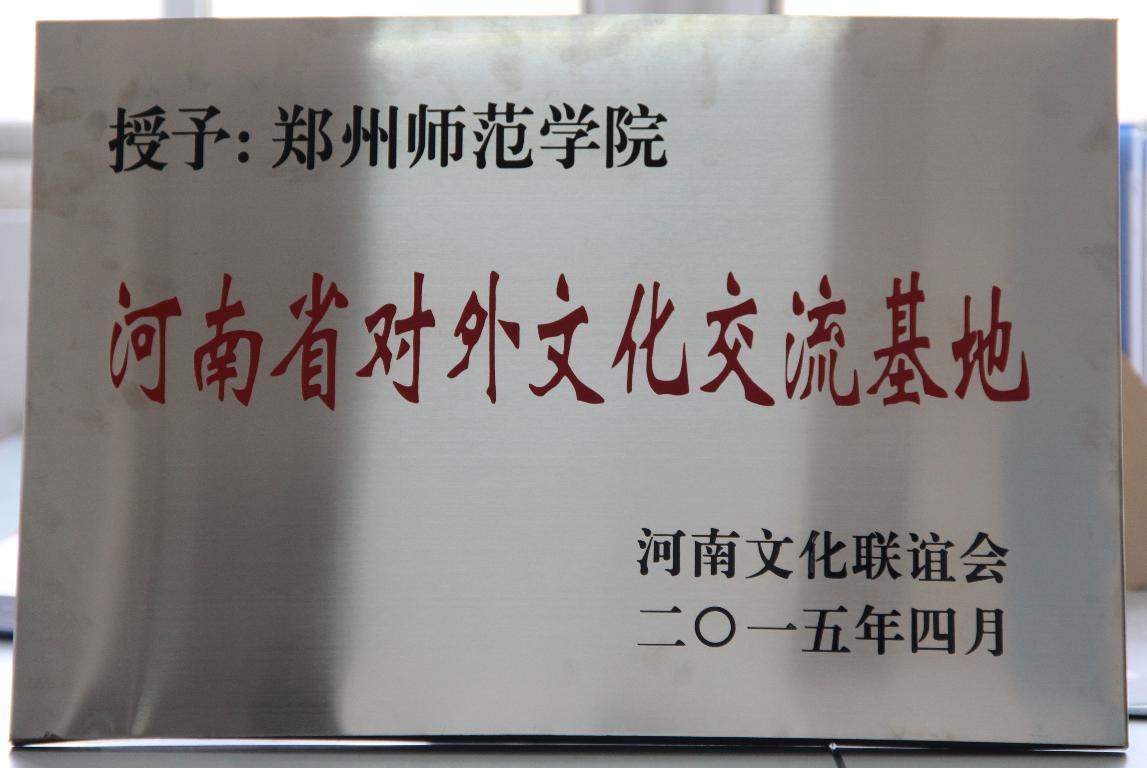 授予:郑州师范学院
河南省对外文化交流基地
河南文化联谊会
二〇一五年四月